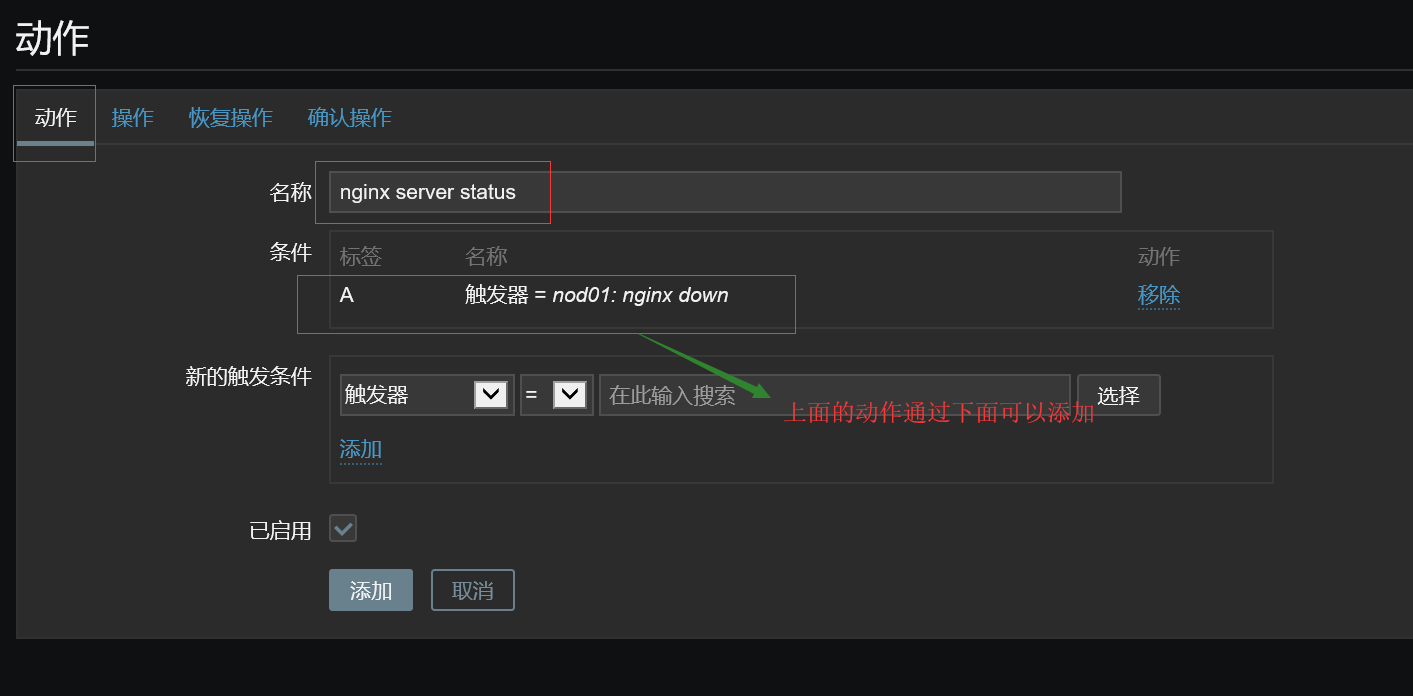 动作
动作 操作 恢复操作 确认操作
名称 nginx server status
条件 标签 名称 动作
A 触发器 = nod01: nginx down 移除
新的触发条件 触发器 = 在此输入搜索 选择
上面的动作通过下面可以添加
添加
已启用
添加 取消